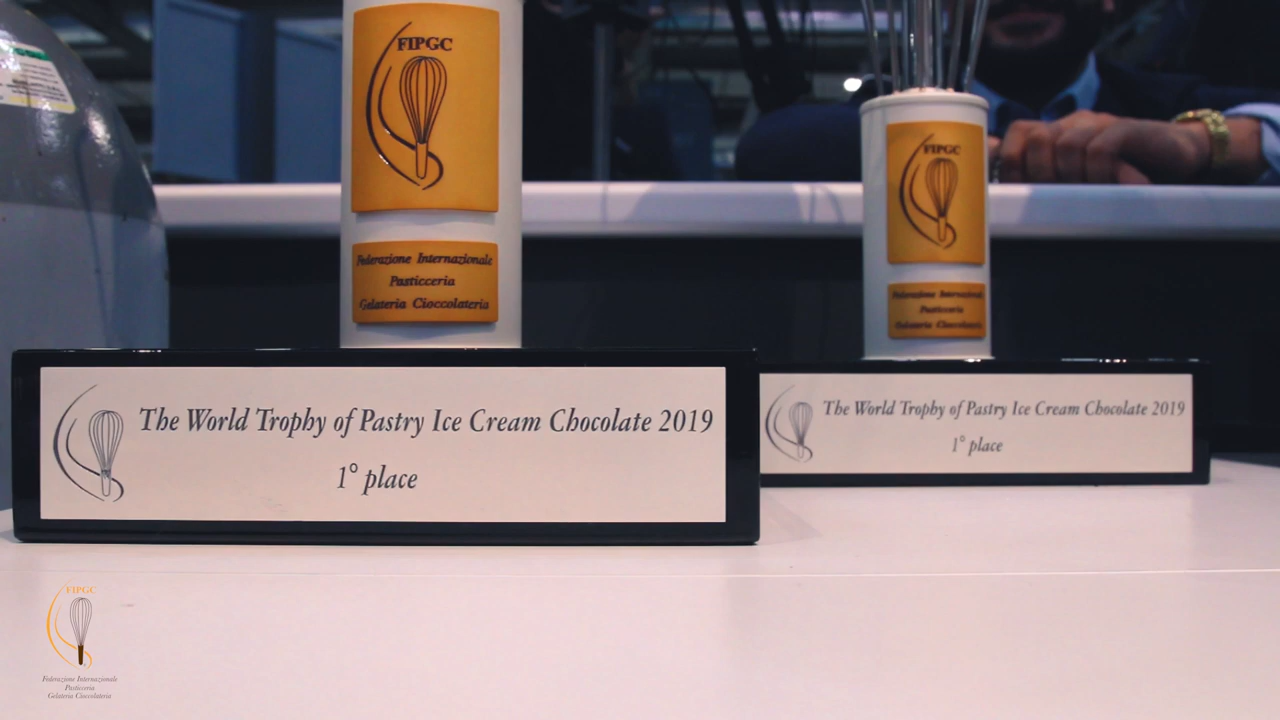 FIPGC
Federazione Internazionale
Pasticceria
Gelateria Cioccolateria
The World Trophy of Pastry Ice Cream Chocolate 2019
1° place
FIPGC
Federazione Internazionale
Pasticceria
Gelateria Cioccolateria
The World Trophy of Pastry Ice Cream Chocolate 2019
1° place
FIPGC
Federazione Internazionale
Pasticceria
Gelateria Cioccolateria